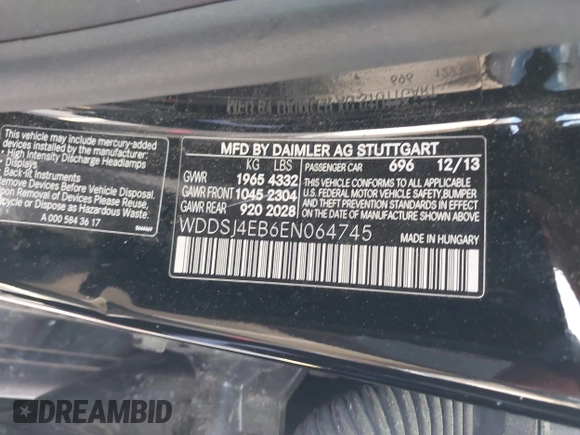 MFD BY DAIMLER AG STUTTGART
KG LBS
PASSENGER CAR 696 12/13
GVWR 1965 4332
GAWR FRONT 1045 2304
GAWR REAR 920 2028
THIS VEHICLE CONFORMS TO ALL APPLICABLE
U.S. FEDERAL MOTOR VEHICLE SAFETY, BUMPER
AND THEFT PREVENTION STANDARDS IN EFFECT
ON THE DATE OF MANUFACTURE SHOWN ABOVE.
WDDSJ4EB6EN064745
MADE IN HUNGARY
This vehicle may include mercury-added
devices installed by the manufacturer:
- High Intensity Discharge Headlamps
- Displays
- Back-lit Instruments
Remove Devices Before Vehicle Disposal.
Upon Removal of Devices Please Reuse,
Recycle or Dispose as Hazardous Waste.
A 000 584 36 17
DREAMBID